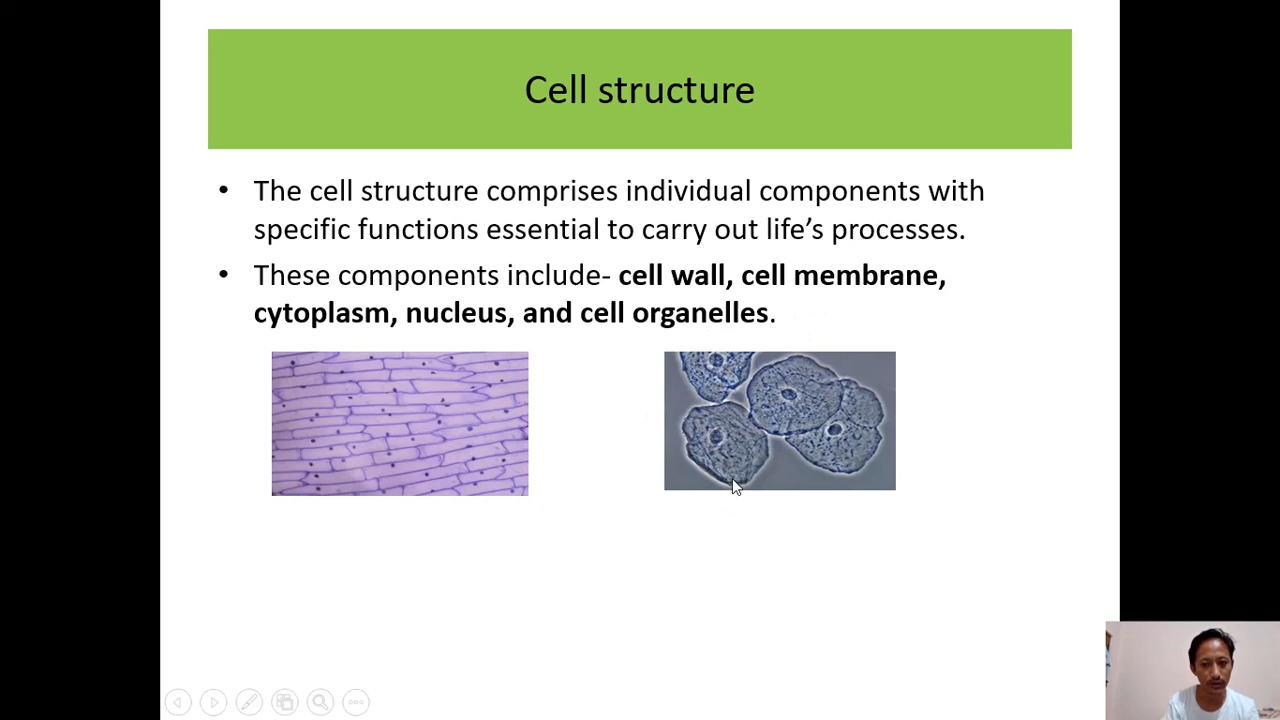 Cell structure
• The cell structure comprises individual components with
specific functions essential to carry out life’s processes.
• These components include- cell wall, cell membrane,
cytoplasm, nucleus, and cell organelles.